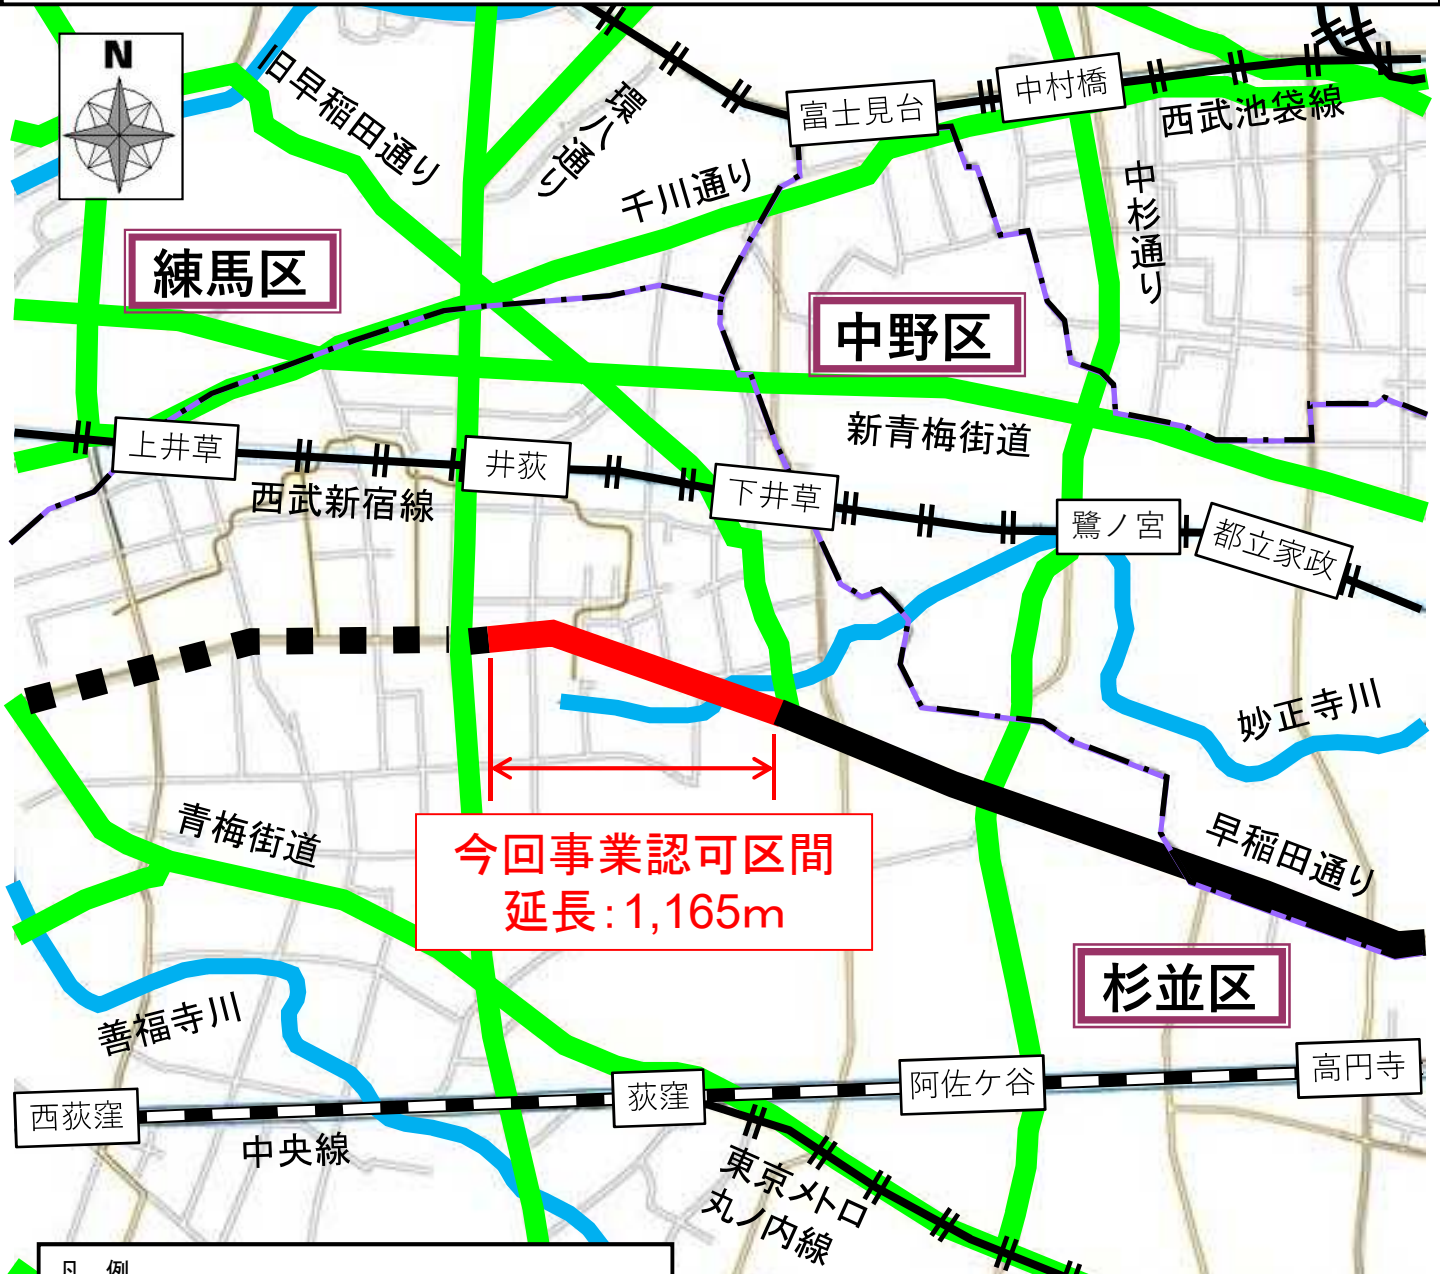 N
旧早稲田通り
環八通り
千川通り
富士見台
中村橋
西武池袋線
中杉通り
練馬区
中野区
新青梅街道
上井草
西武新宿線
井荻
下井草
鷺ノ宮
都立家政
妙正寺川
青梅街道
今回事業認可区間
延長：1,165m
早稲田通り
杉並区
善福寺川
西荻窪
中央線
荻窪
阿佐ケ谷
高円寺
東京メトロ
丸ノ内線
凡 例